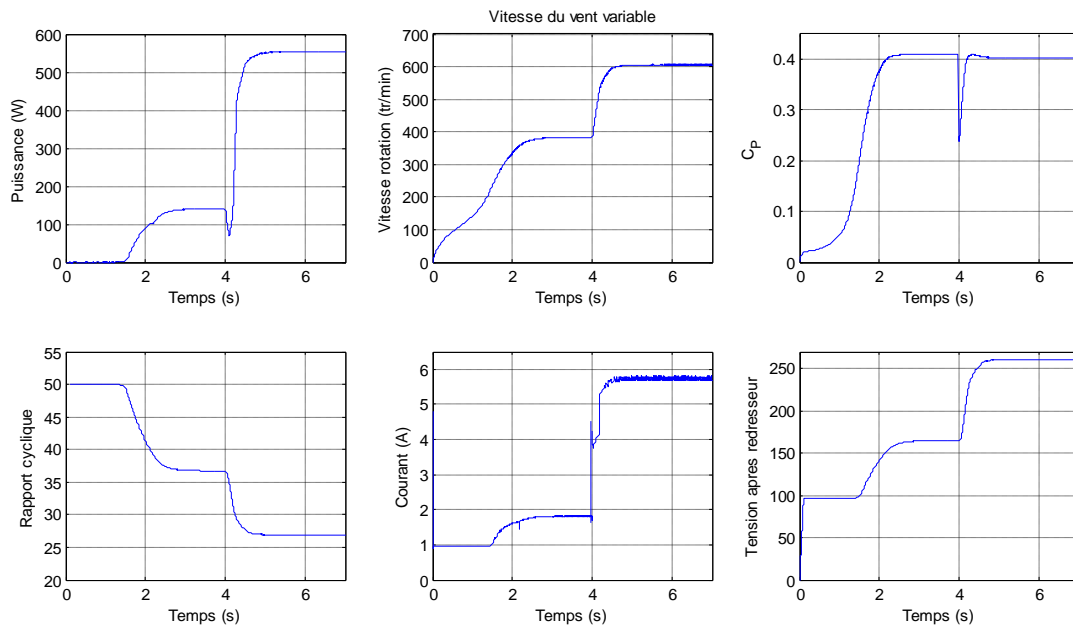 Vitesse du vent variable
600
500
400
300
200
100
0
Puissance (W)
0 2 4 6
Temps (s)
700
600
500
400
300
200
100
0
Vitesse rotation (tr/min)
0 2 4 6
Temps (s)
0.4
0.3
0.2
0.1
0
CP
0 2 4 6
Temps (s)
55
50
45
40
35
30
25
20
Rapport cyclique
0 2 4 6
Temps (s)
6
5
4
3
2
1
0
Courant (A)
0 2 4 6
Temps (s)
250
200
150
100
50
0
Tension apres redresseur
0 2 4 6
Temps (s)